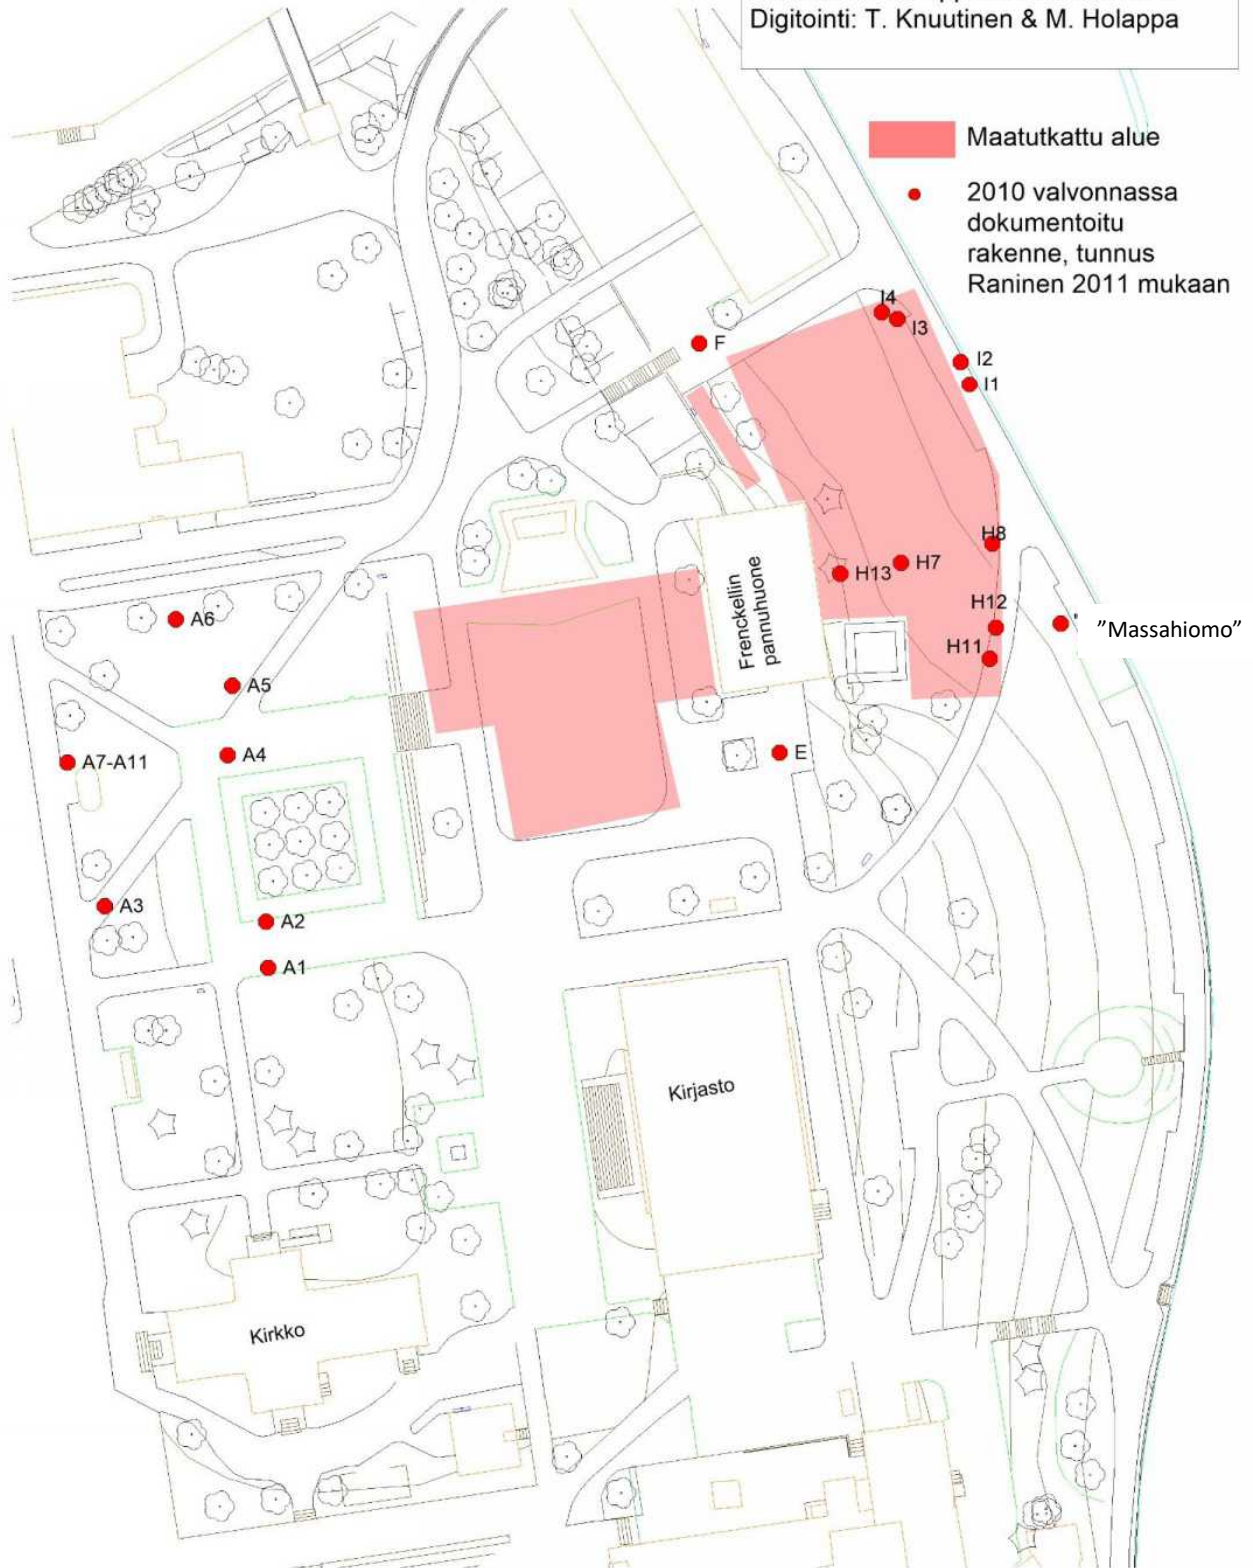 Digitointi: T. Knuutinen & M. Holappa
Maatutkattu alue
2010 valvonnassa
dokumentoitu
rakenne, tunnus
Raninen 2011 mukaan
I4
I3
F
I2
I1
H8
H7
H13
H12
"Massahiomo"
H11
Frenckellin
pannuhuone
A6
A5
A4
A7-A11
E
A3
A2
A1
Kirjasto
Kirkko